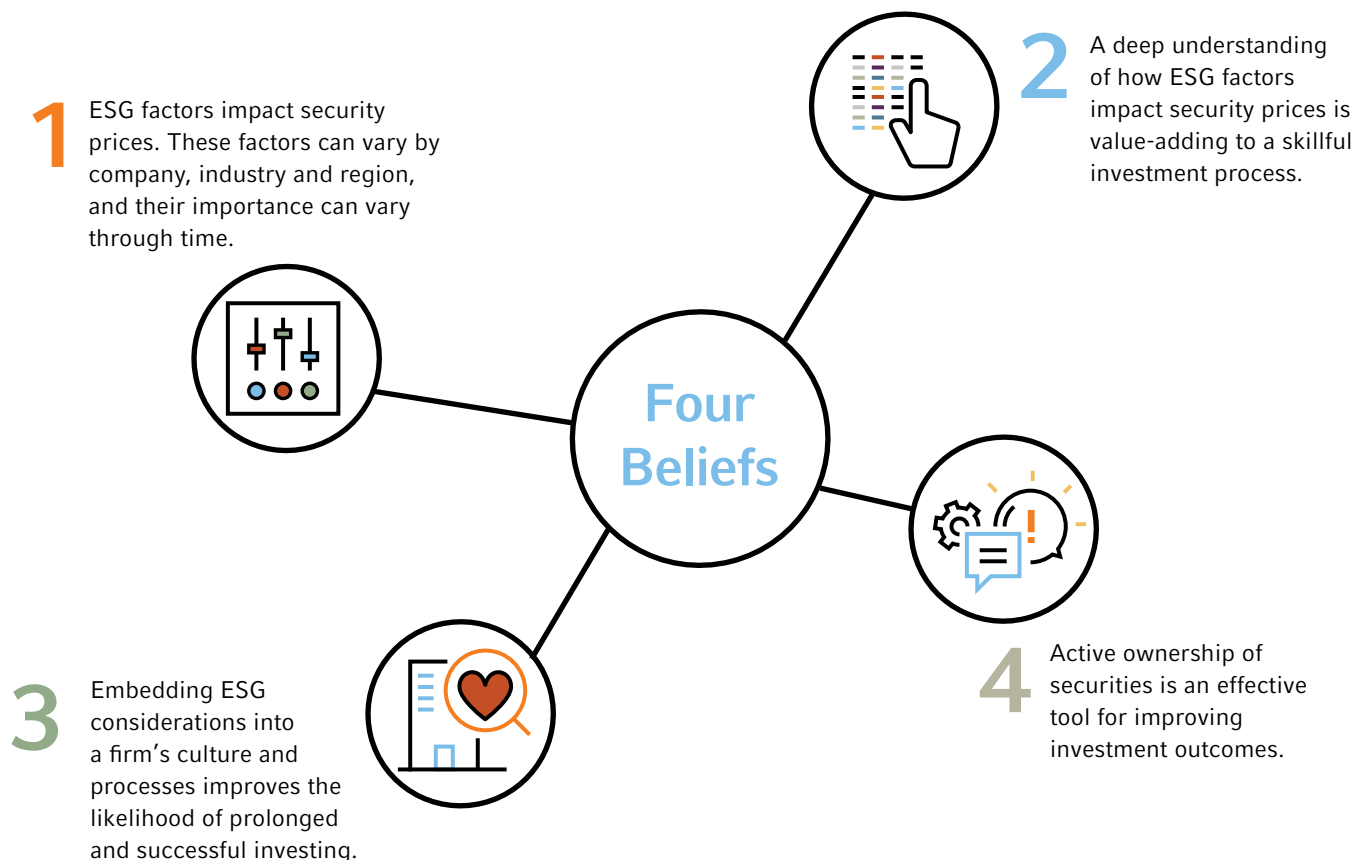 1
ESG factors impact security
prices. These factors can vary by
company, industry and region,
and their importance can vary
through time.
2
A deep understanding
of how ESG factors
impact security prices is
value-adding to a skillful
investment process.
Four
Beliefs
3
Embedding ESG
considerations into
a firm’s culture and
processes improves the
likelihood of prolonged
and successful investing.
!
4
Active ownership of
securities is an effective
tool for improving
investment outcomes.